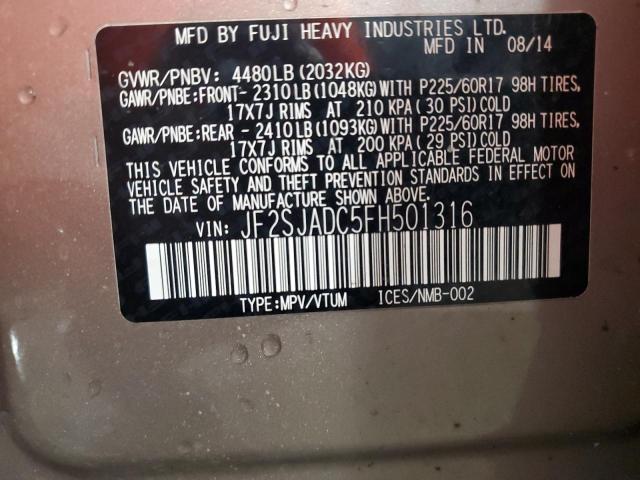 MFD BY FUJI HEAVY INDUSTRIES LTD.
MFD IN 08/14
GVWR/PNBV: 4480LB (2032KG)
GAWR/PNBE:FRONT- 2310LB (1048KG)WITH P225/60R17 98H TIRES,
17X7J RIMS AT 210 KPA (30 PSI)COLD
GAWR/PNBE:REAR - 2410LB(1093KG)WITH P225/60R17 98H TIRES,
17X7J RIMS AT 200 KPA (29 PSI)COLD
THIS VEHICLE CONFORMS TO ALL APPLICABLE FEDERAL MOTOR
VEHICLE SAFETY AND THEFT PREVENTION STANDARDS IN EFFECT ON
THE DATE OF MANUFACTURE SHOWN ABOVE.
VIN: JF2SJADC5FH501316
TYPE:MPV/VTUM ICES/NMB-002